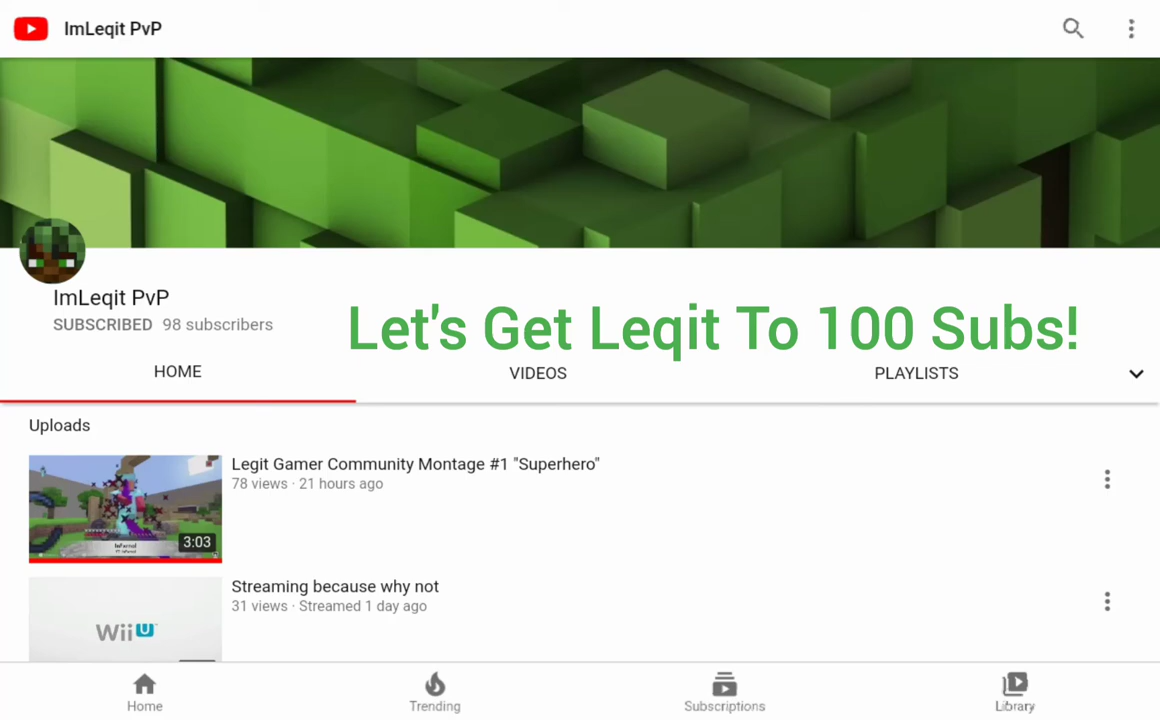 ImLeqit PvP
ImLeqit PvP
SUBSCRIBED 98 subscribers
Let's Get Leqit To 100 Subs!
HOME
VIDEOS
PLAYLISTS
Uploads
Legit Gamer Community Montage #1 "Superhero"
78 views · 21 hours ago
3:03
Streaming because why not
31 views · Streamed 1 day ago
Wii U
Home
Trending
Subscriptions
Library